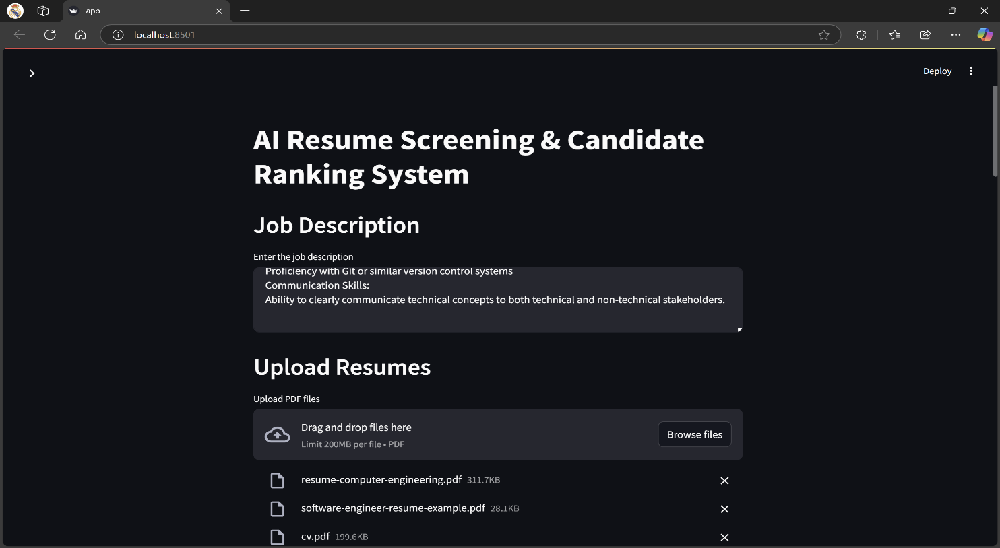 app
localhost:8501
Deploy
AI Resume Screening & Candidate
Ranking System
Job Description
Enter the job description
Proficiency with Git or similar version control systems
Communication Skills:
Ability to clearly communicate technical concepts to both technical and non-technical stakeholders.
Upload Resumes
Upload PDF files
Drag and drop files here
Limit 200MB per file • PDF
Browse files
resume-computer-engineering.pdf 311.7KB
software-engineer-resume-example.pdf 28.1KB
cv.pdf 199.6KB